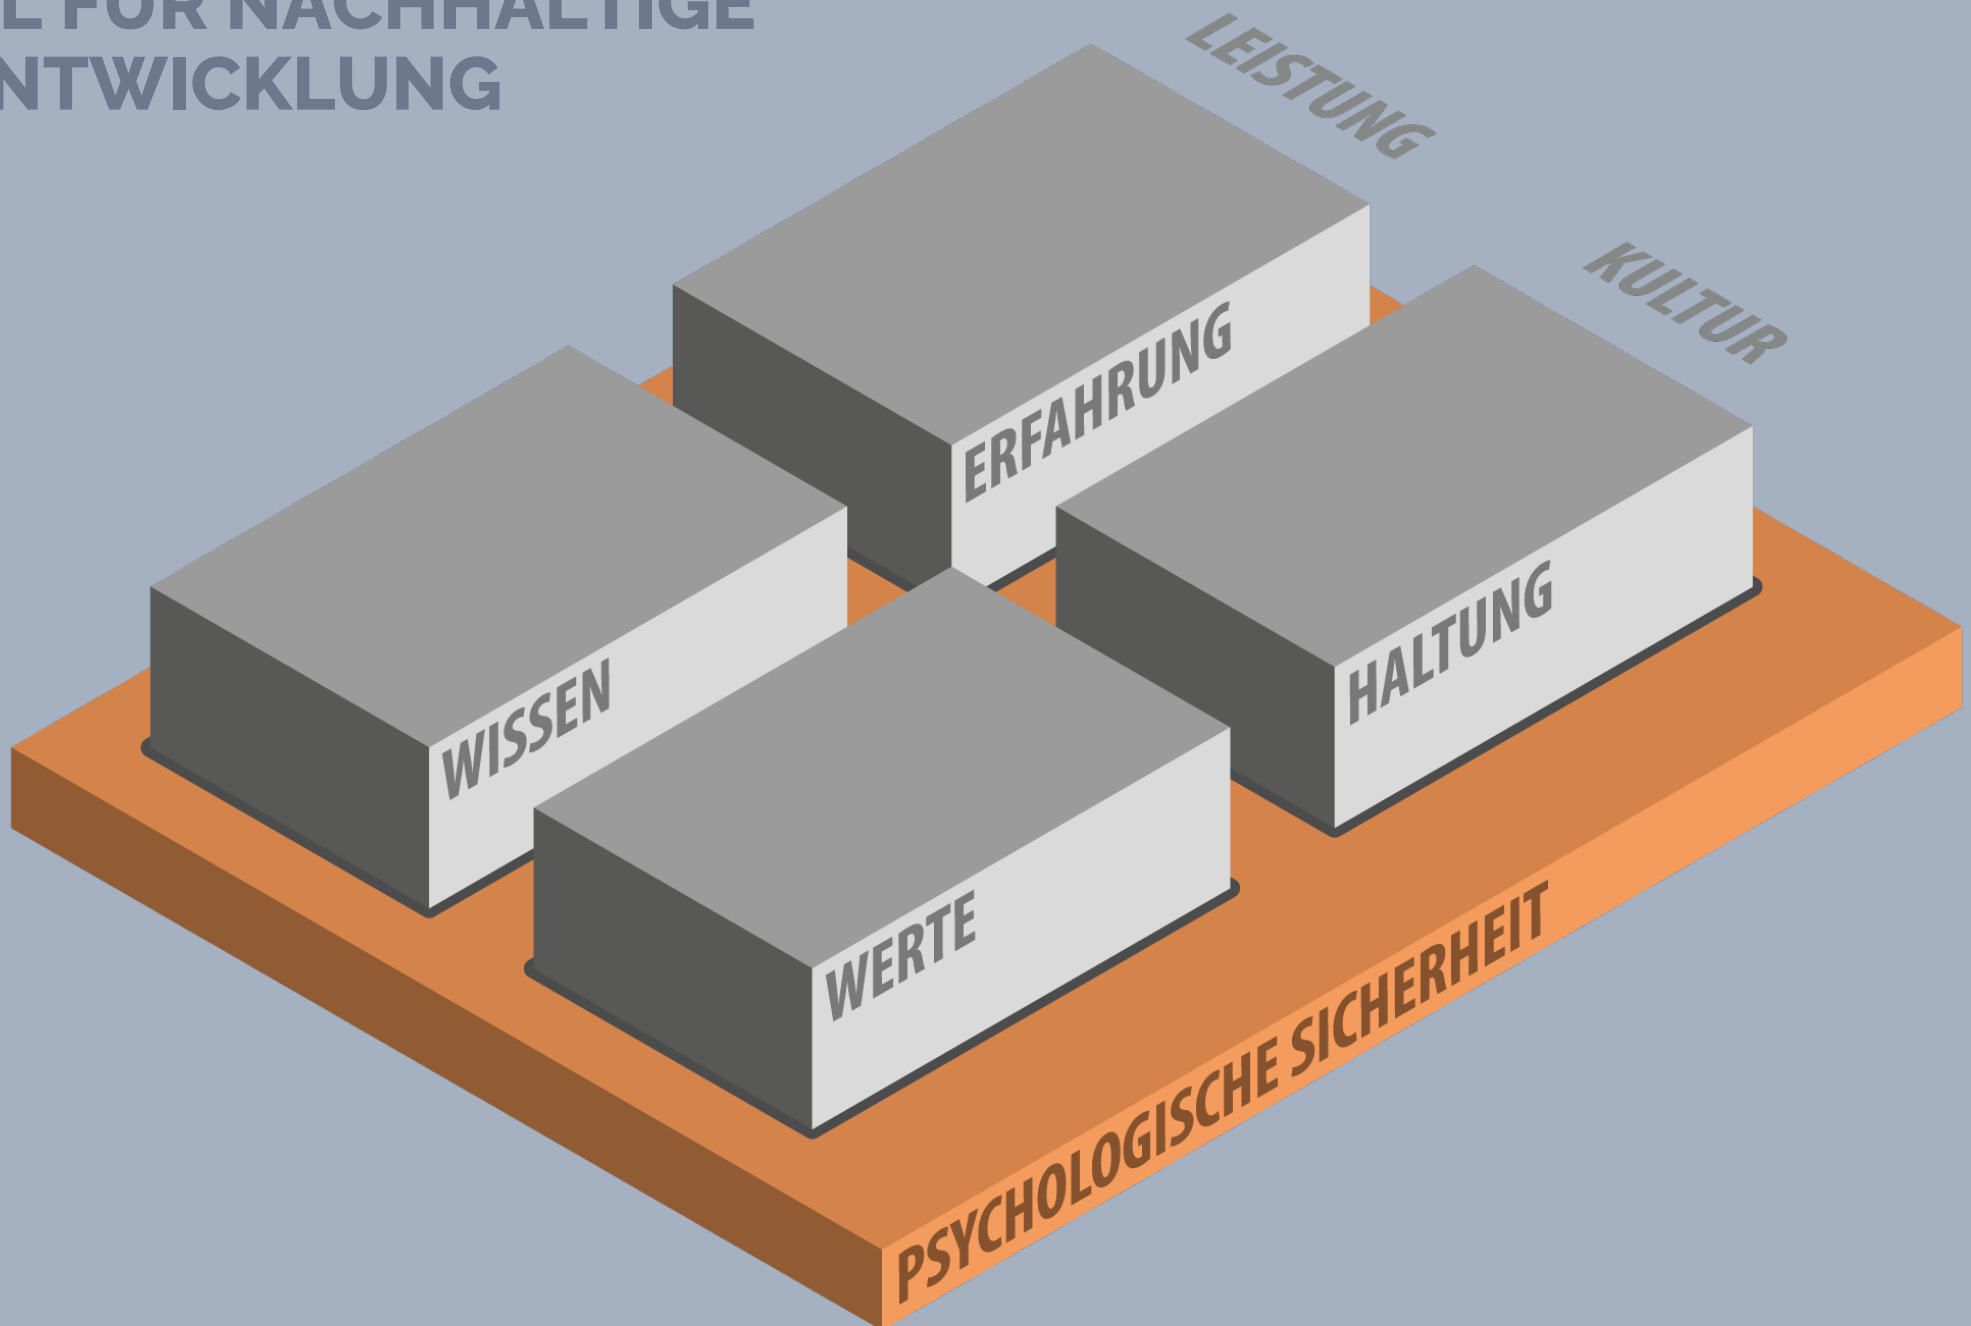 L FÜR NACHHALTIGE
NTWICKLUNG
LEISTUNG
KULTUR
ERFAHRUNG
HALTUNG
WISSEN
WERTE
PSYCHOLOGISCHE SICHERHEIT